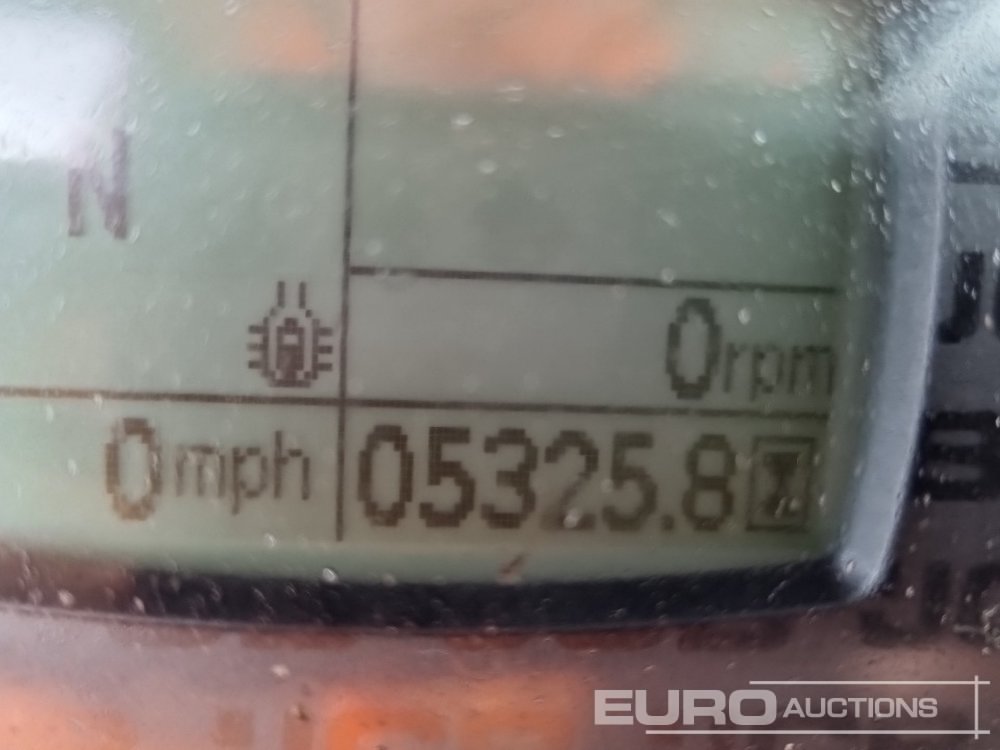 N
0rpm
0mph 05325.8
EURO AUCTIONS